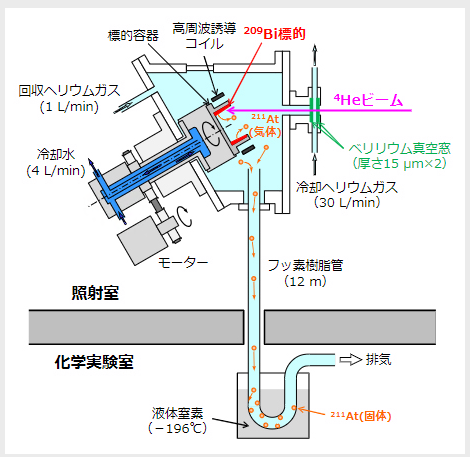 標的容器
高周波誘導
コイル
²⁰⁹Bi標的
回収ヘリウムガス
(1 L/min)
⁴Heビーム
²¹¹At
(気体)
冷却水
(4 L/min)
ベリリウム真空窓
(厚さ15 μm×2)
冷却ヘリウムガス
(30 L/min)
モーター
フッ素樹脂管
(12 m)
照射室
化学実験室
排気
液体窒素
(－196℃)
²¹¹At(固体)